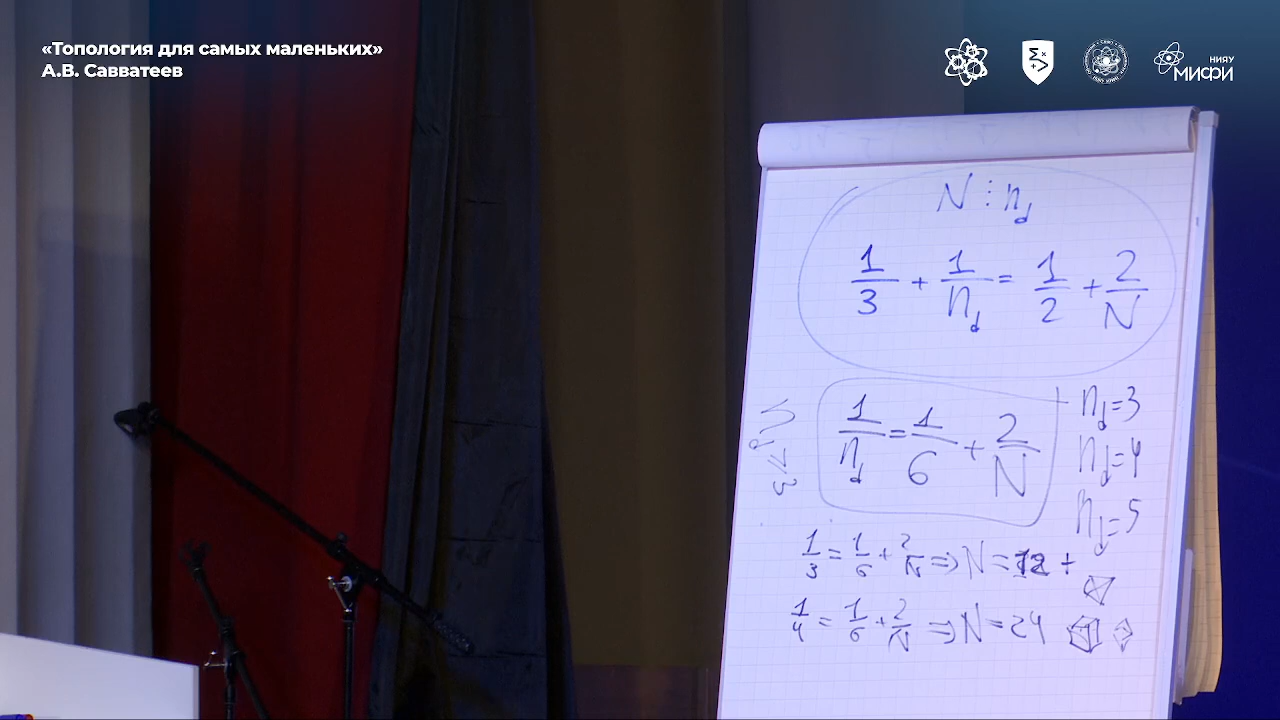 «Топология для самых маленьких»
А.В. Савватеев
НИЯУ
МИФИ
N ⋮ n_d
1/3 + 1/n_d = 1/2 + 2/N
n_d ⩾ 3
1/n_d = 1/6 + 2/N
n_d = 3
n_d = 4
n_d = 5
1/3 = 1/6 + 2/N ⇒ N = 12 +
1/4 = 1/6 + 2/N ⇒ N = 24